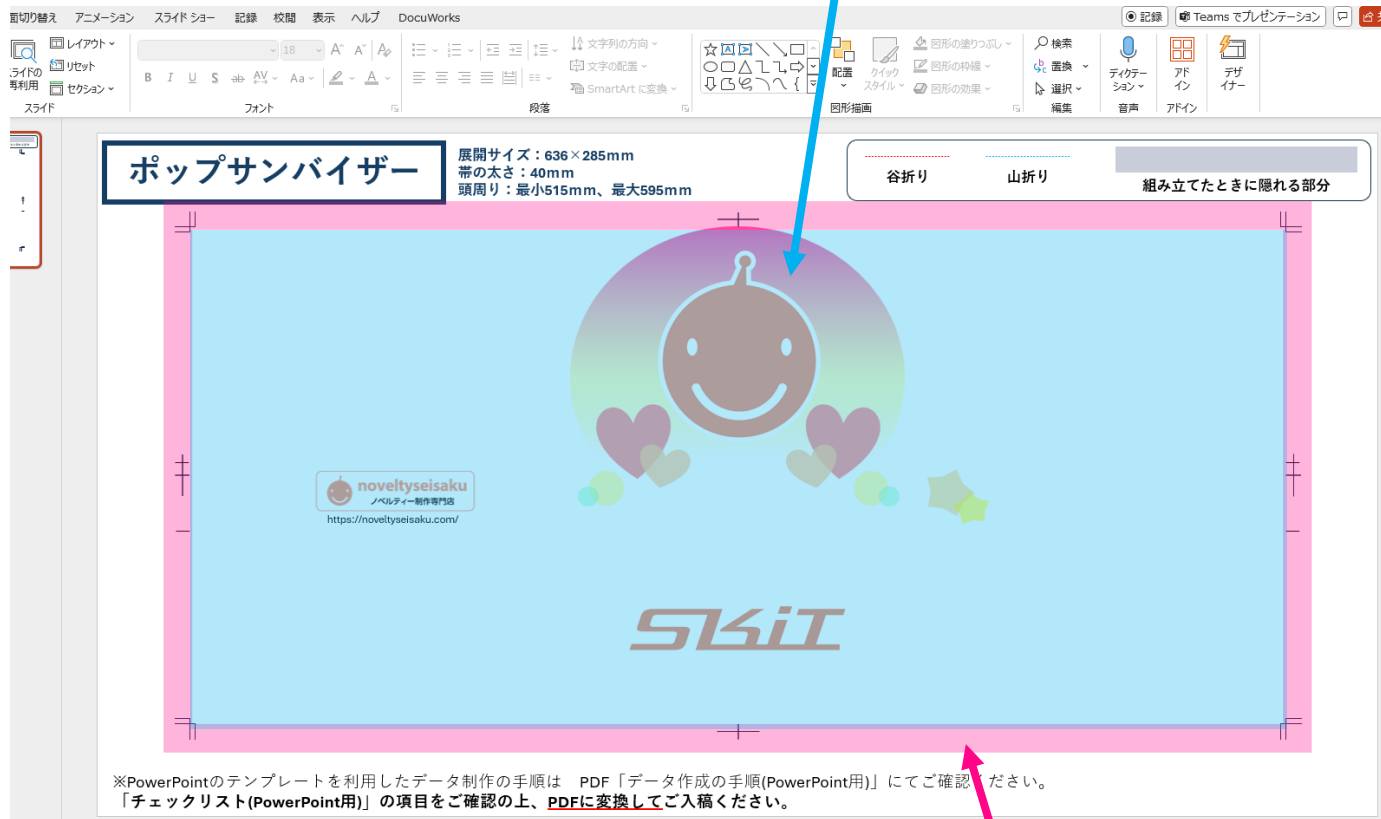 面切り替え アニメーション スライド ショー 記録 校閲 表示 ヘルプ DocuWorks
記録 Teams でプレゼンテーション
レイアウト
リセット
セクション
スライドの
再利用
スライド
18
B I U S ab AV Aa
A A A
フォント
文字列の方向
文字の配置
SmartArt に変換
段落
配置
クイック
スタイル
図形の塗りつぶし
図形の枠線
図形の効果
図形描画
検索
置換
選択
編集
ディクテー
ション
音声
アド
イン
アドイン
デザ
イナー
ポップサンバイザー
展開サイズ：636×285mm
帯の太さ：40mm
頭周り：最小515mm、最大595mm
谷折り
山折り
組み立てたときに隠れる部分
noveltyseisaku
ノベルティー制作専門店
https://noveltyseisaku.com/
SKiT
※PowerPointのテンプレートを利用したデータ制作の手順は　PDF「データ作成の手順(PowerPoint用)」にてご確認ください。
「チェックリスト(PowerPoint用)」の項目をご確認の上、PDFに変換してご入稿ください。